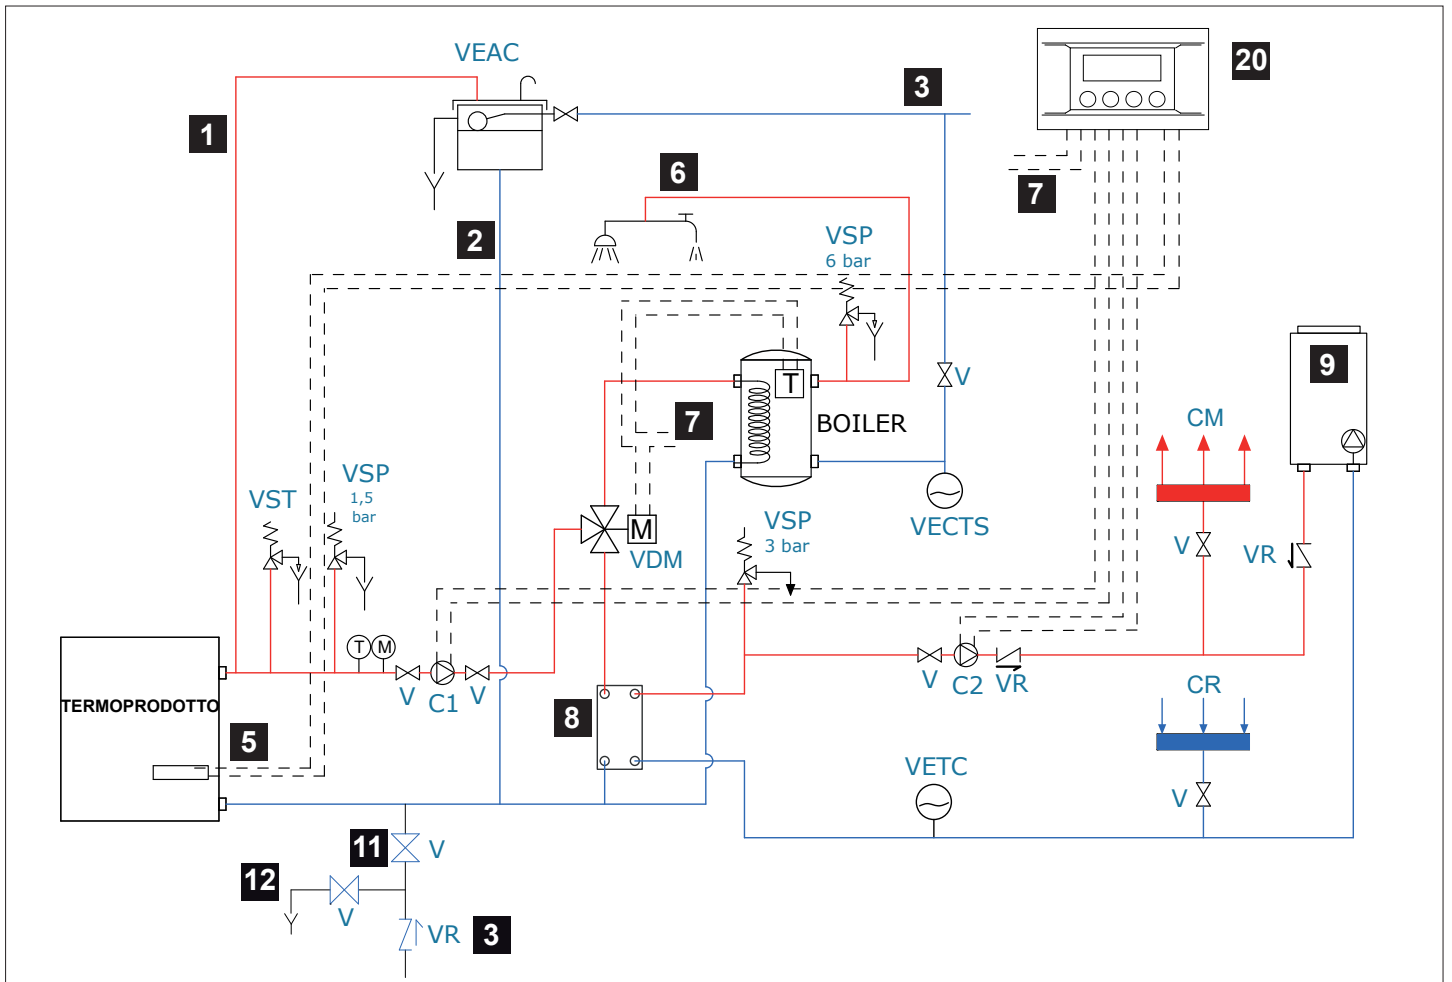 VEAC
20
3
1
7
6
2
VSP
6 bar
9
T
BOILER
CM
7
VSP
1,5
bar
VST
VSP
3 bar
M
VDM
VECTS
V
V
VR
T
M
V
C1
V
V
C2
VR
TERMOPRODOTTO
CR
8
5
VETC
V
11
V
12
V
VR
3